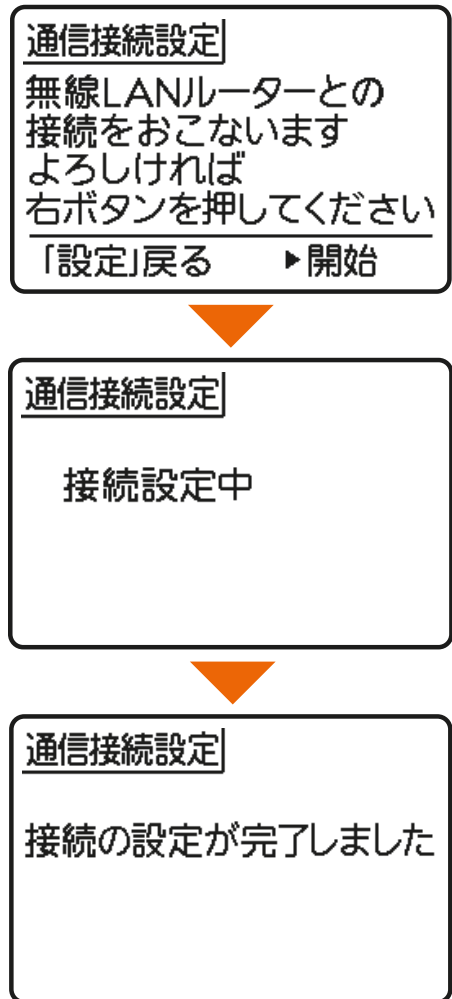 通信接続設定
無線LANルーターとの
接続をおこないます
よろしければ
右ボタンを押してください
「設定」戻る ▶開始
通信接続設定
接続設定中
通信接続設定
接続の設定が完了しました